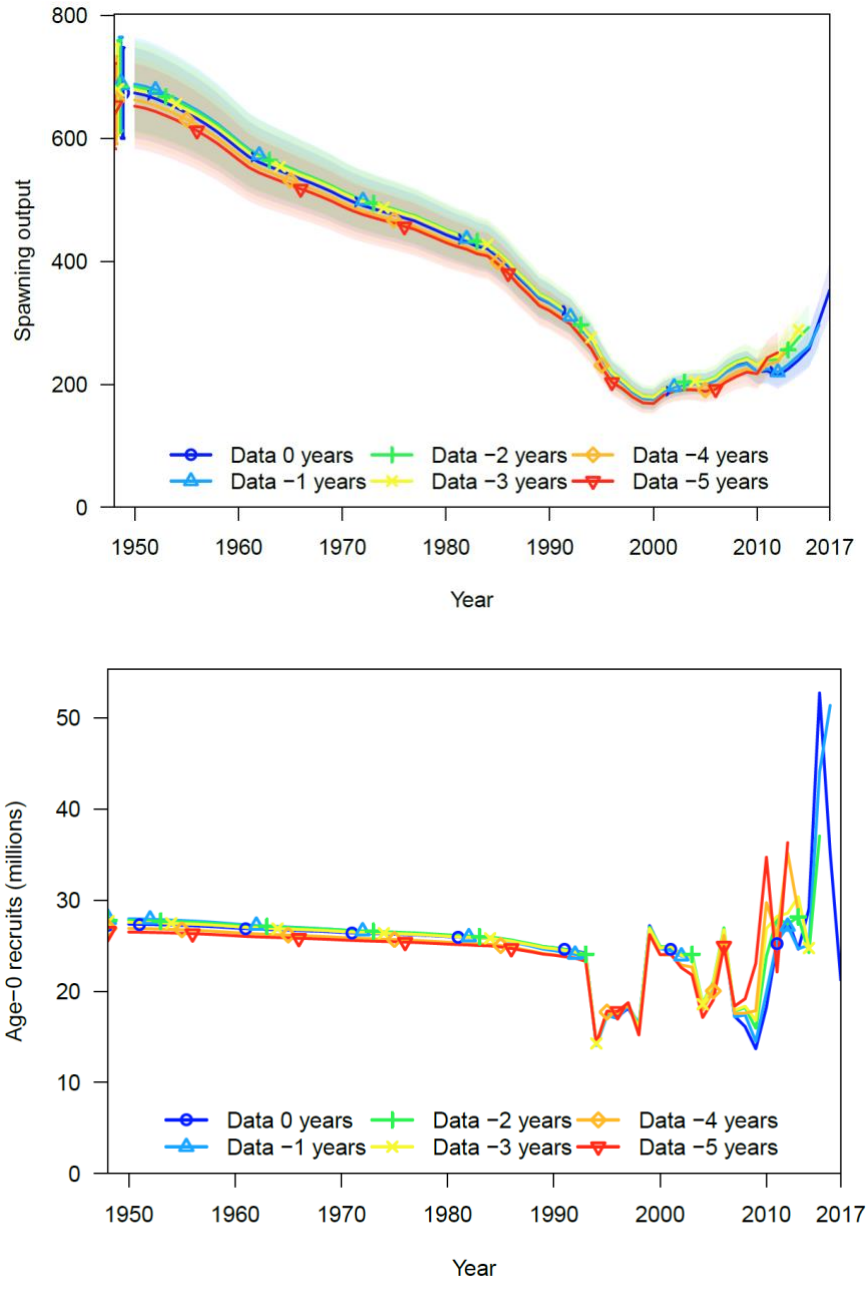 800
600
400
200
0
Spawning output
Data 0 years Data −2 years Data −4 years
Data −1 years Data −3 years Data −5 years
1950 1960 1970 1980 1990 2000 2010 2017
Year
50
40
30
20
10
0
Age−0 recruits (millions)
Data 0 years Data −2 years Data −4 years
Data −1 years Data −3 years Data −5 years
1950 1960 1970 1980 1990 2000 2010 2017
Year